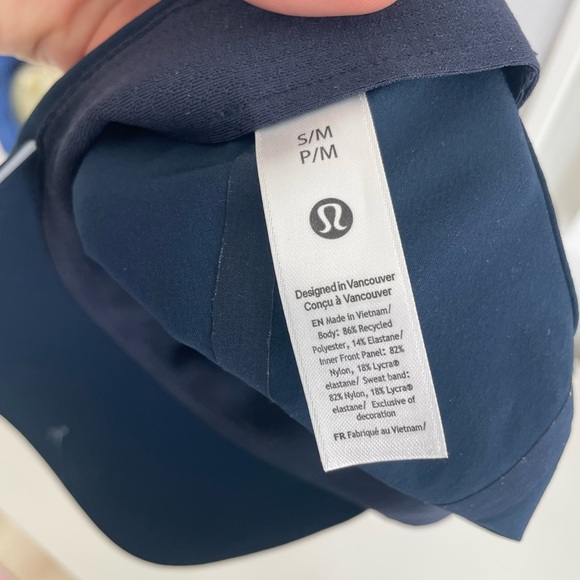 S/M
P/M
Designed in Vancouver
Conçu à Vancouver
EN Made in Vietnam/
Body: 86% Recycled
Polyester, 14% Elastane/
Inner Front Panel: 82%
Nylon, 18% Lycra®
elastane/ Sweat band:
82% Nylon, 18% Lycra®
elastane/ Exclusive of
decoration
FR Fabriqué au Vietnam/